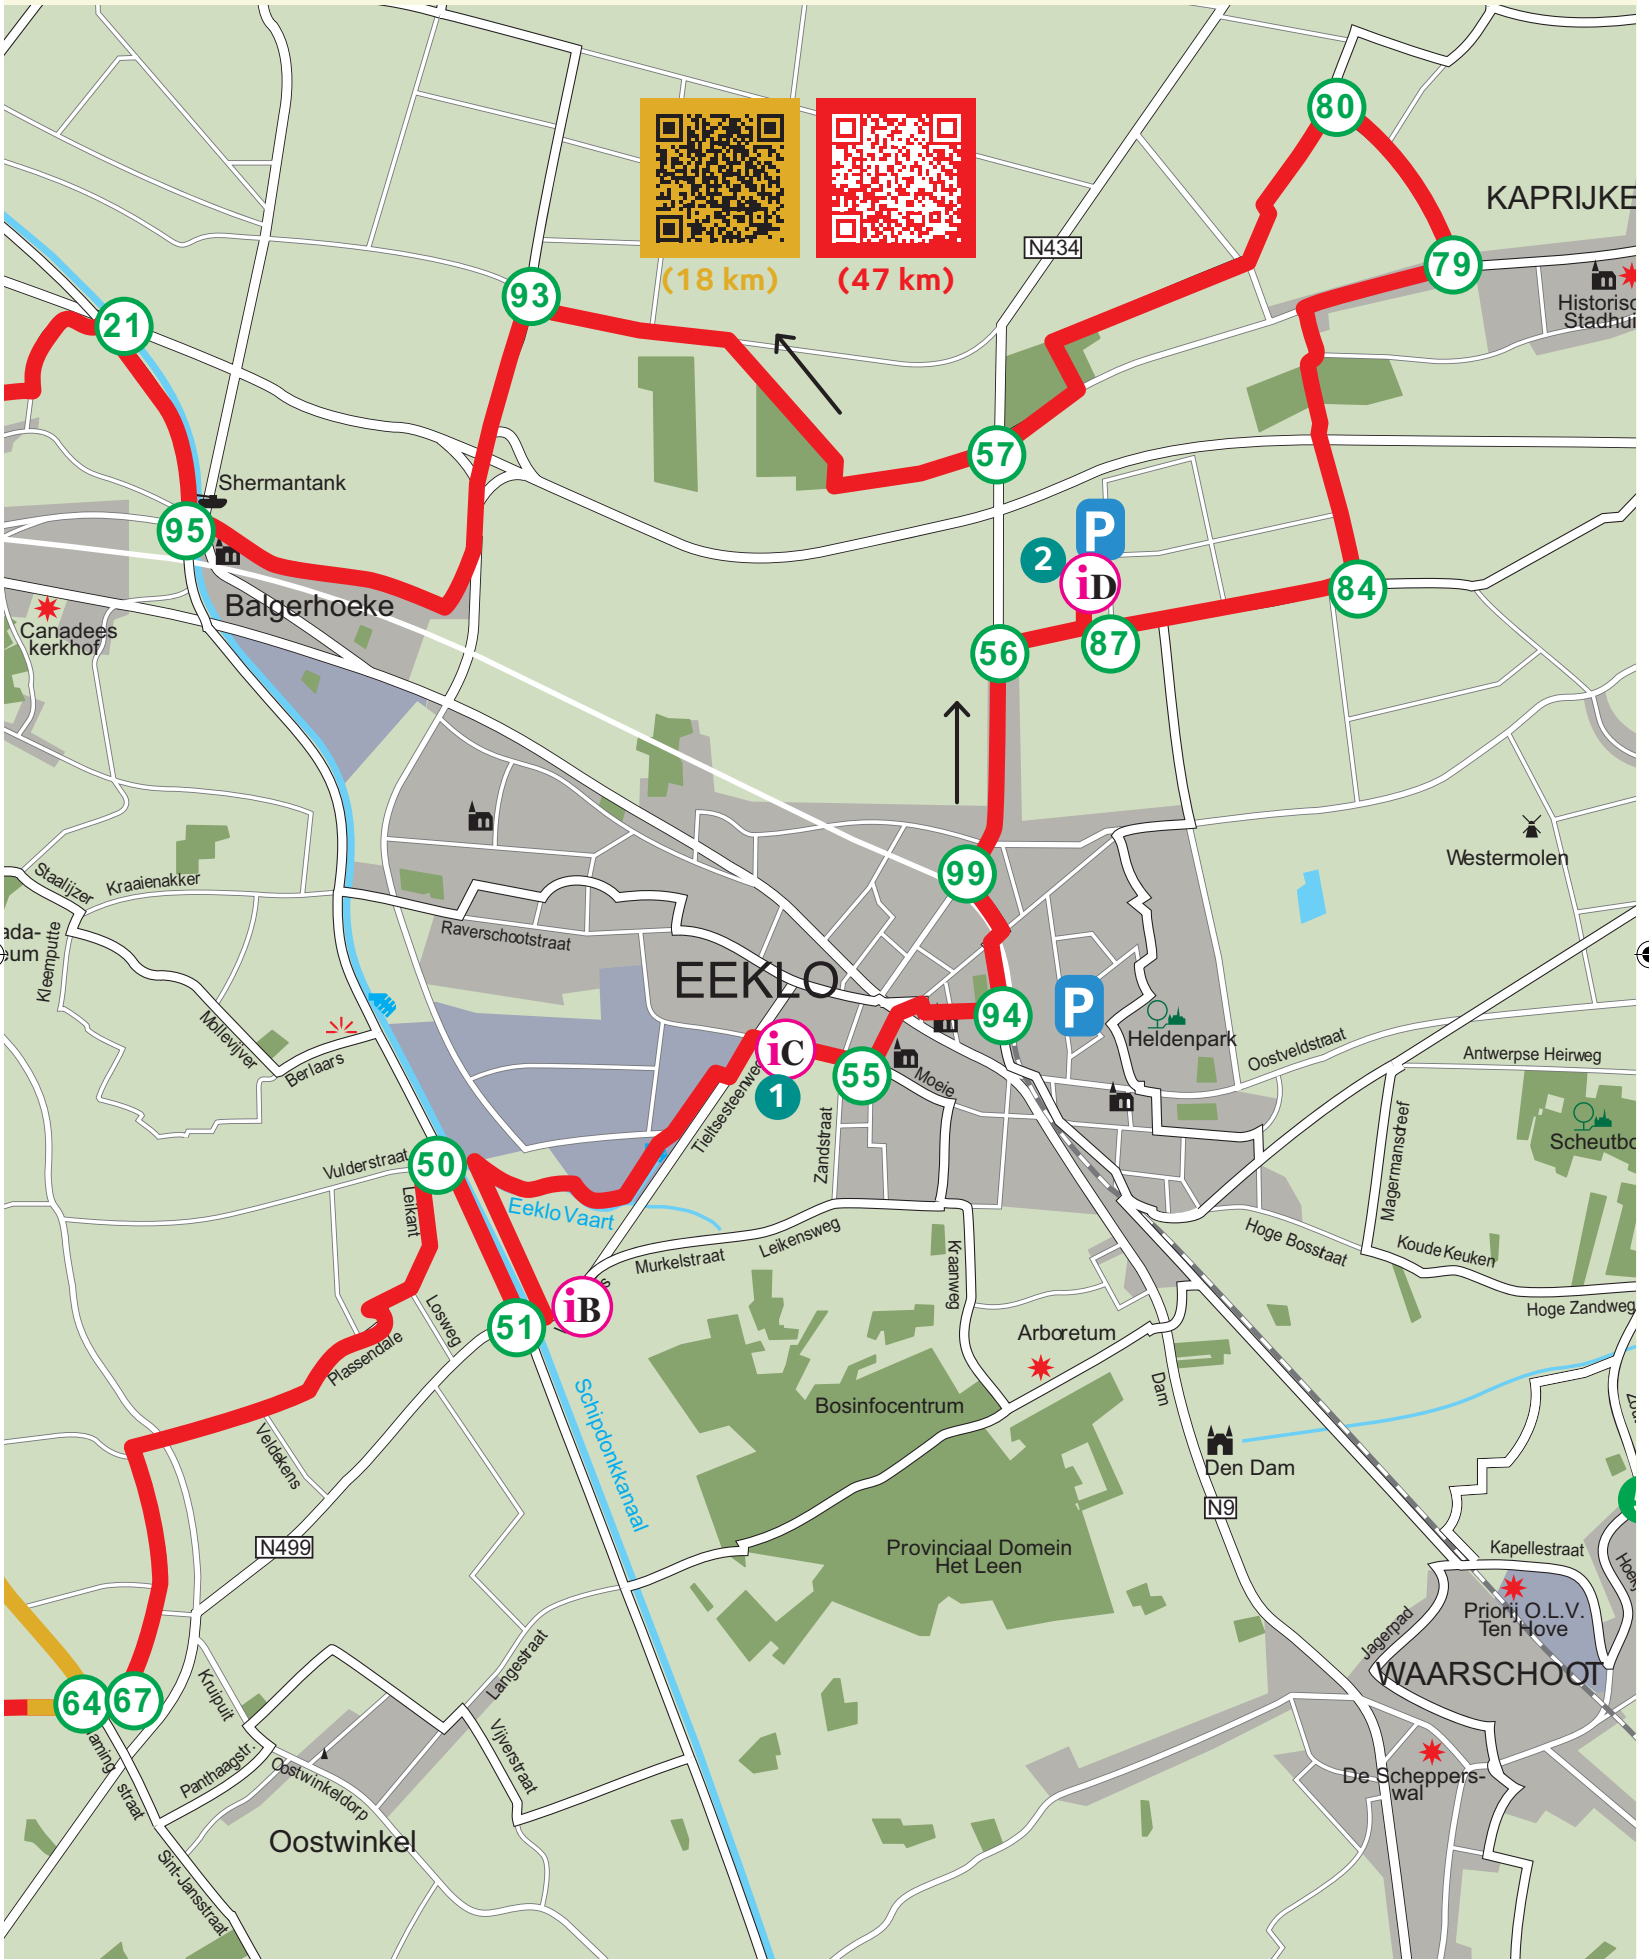 80
KAPRIJKE
N434
79
(18 km)
(47 km)
93
Historisc
Stadhui
21
57
Shermantank
95
P
2
iD
84
Balgerhoeke
Canadees
kerkhof
87
56
Westermolen
99
Staalijzer
Kraaienakker
ada-
eum
Kleemputte
Raverschootstraat
EEKLO
P
94
Heldenpark
Mollevijver
Berlaars
iC
55
Moeie
Oostveldstraat
Antwerpse Heirweg
1
Tieltsesteenweg
Zandstraat
Magermansdreef
Scheutbo
Vulderstraat
50
Leikant
Eeklo Vaart
Murkelstraat
Leikensweg
Kraanweg
Hoge Bosstaat
Koude Keuken
Hoge Zandweg
iB
51
Losweg
Plassendale
Arboretum
Schipdonkkanaal
Bosinfocentrum
Dam
Veldekens
Den Dam
N9
N499
Provinciaal Domein
Het Leen
Kapellestraat
Priorij O.L.V.
Ten Hove
Jagerpad
WAARSCHOOT
Langestraat
Kruipuit
64
67
Vijverstraat
Panthaagstr.
Oostwinkeldorp
straat
De Scheppers-
wal
Oostwinkel
Sint-Jansstraat